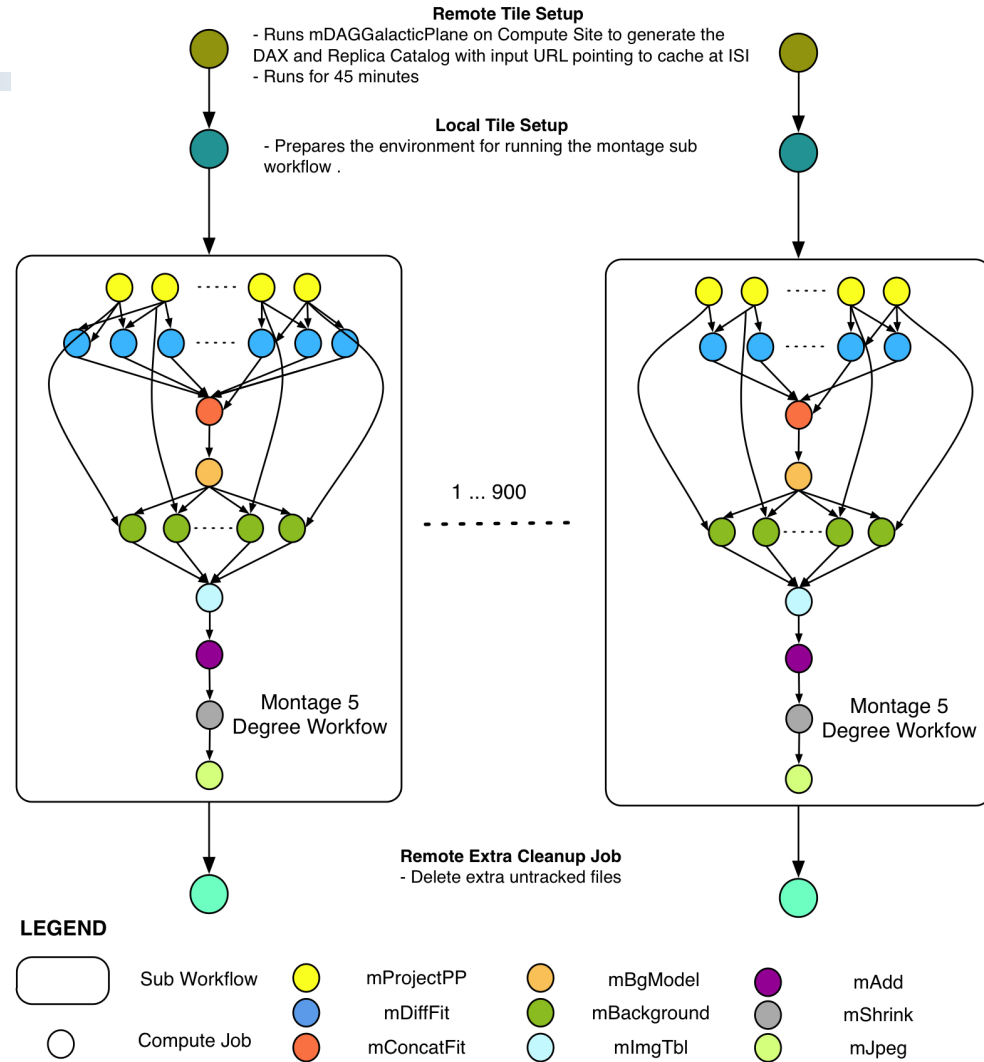 Remote Tile Setup
- Runs mDAGGalacticPlane on Compute Site to generate the
DAX and Replica Catalog with input URL pointing to cache at ISI
- Runs for 45 minutes
Local Tile Setup
- Prepares the environment for running the montage sub
workflow .
1 ... 900
Montage 5
Degree Workfow
Montage 5
Degree Workfow
Remote Extra Cleanup Job
- Delete extra untracked files
LEGEND
Sub Workflow
mProjectPP
mBgModel
mAdd
mDiffFit
mBackground
mShrink
Compute Job
mConcatFit
mImgTbl
mJpeg